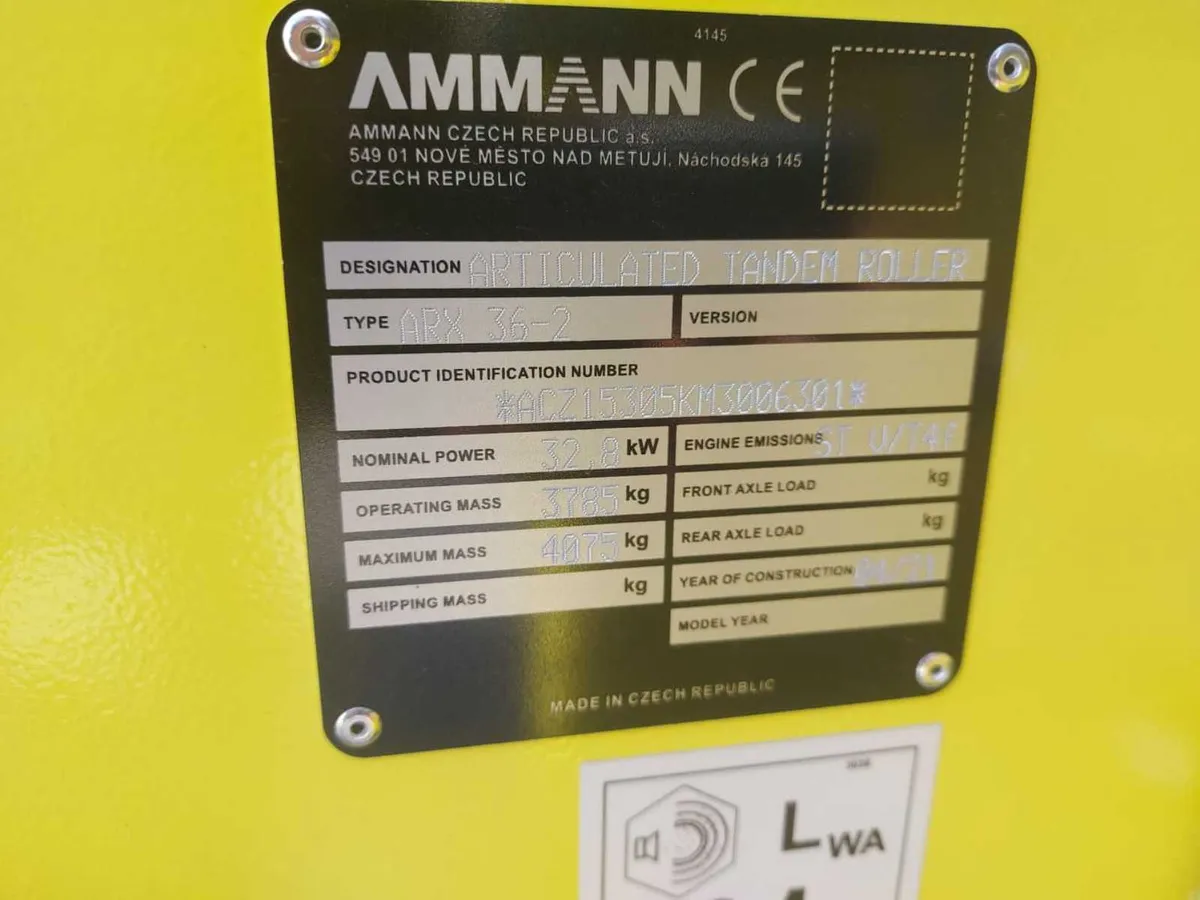 4145
AMMANN CE
AMMANN CZECH REPUBLIC a.s.
549 01 NOVÉ MĚSTO NAD METUJÍ, Náchodská 145
CZECH REPUBLIC
DESIGNATION ARTICULATED TANDEM ROLLER
TYPE ARX 36-2
VERSION
PRODUCT IDENTIFICATION NUMBER
*ACZ15305KM3006301*
NOMINAL POWER 32,8 kW
OPERATING MASS 3785 kg
MAXIMUM MASS 4075 kg
SHIPPING MASS kg
ENGINE EMISSIONS ST V/T4F
FRONT AXLE LOAD kg
REAR AXLE LOAD kg
YEAR OF CONSTRUCTION
MODEL YEAR
MADE IN CZECH REPUBLIC
LWA